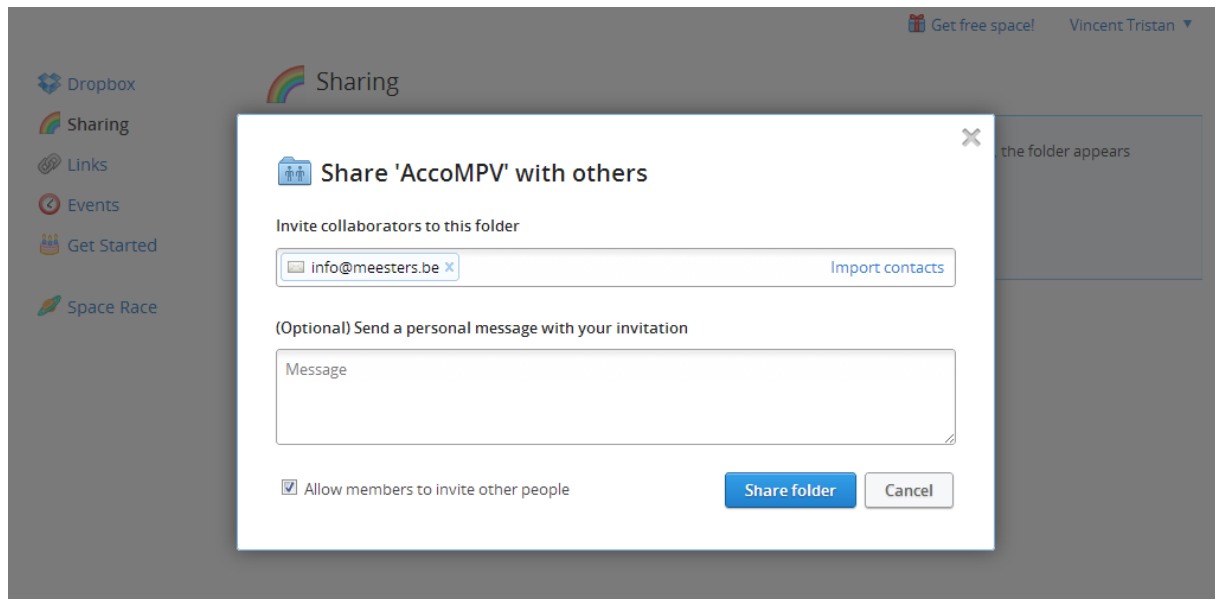 Get free space! Vincent Tristan
Dropbox
Sharing
Sharing
Links
Events
Get Started
Space Race
, the folder appears
Share 'AccoMPV' with others
Invite collaborators to this folder
info@meesters.be x Import contacts
(Optional) Send a personal message with your invitation
Message
Allow members to invite other people
Share folder Cancel